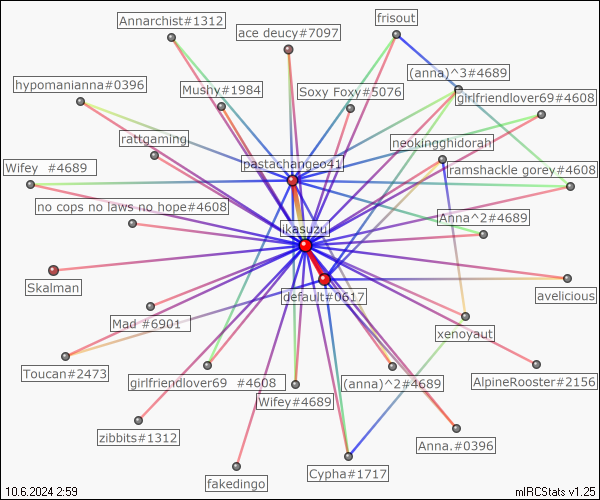 Annarchist#1312
frisout
ace deucy#7097
(anna)^3#4689
hypomanianna#0396
Mushy#1984
Soxy Foxy#5076
girlfriendlover69#4608
rattgaming
neokingghidorah
pastachangeo41
Wifey  #4689
ramshackle gorey#4608
no cops no laws no hope#4608
Anna^2#4689
ikasuzu
Skalman
default#0617
avelicious
Mad #6901
xenoyaut
Toucan#2473
girlfriendlover69  #4608
(anna)^2#4689
AlpineRooster#2156
Wifey#4689
zibbits#1312
Anna.#0396
Cypha#1717
fakedingo
10.6.2024 2:59
mIRCStats v1.25